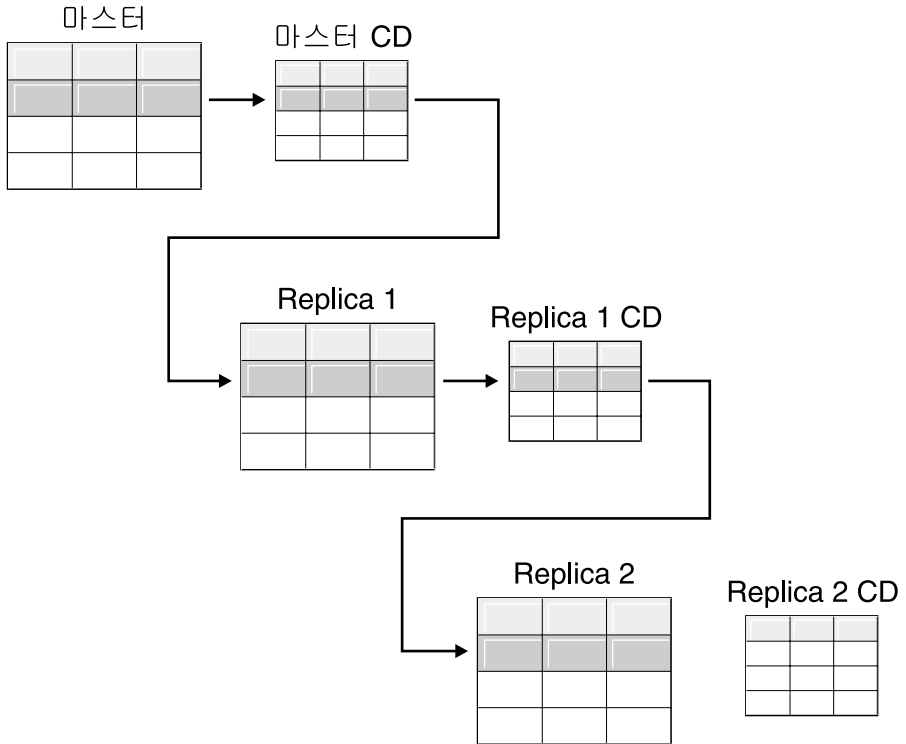 마스터
마스터 CD
Replica 1
Replica 1 CD
Replica 2
Replica 2 CD